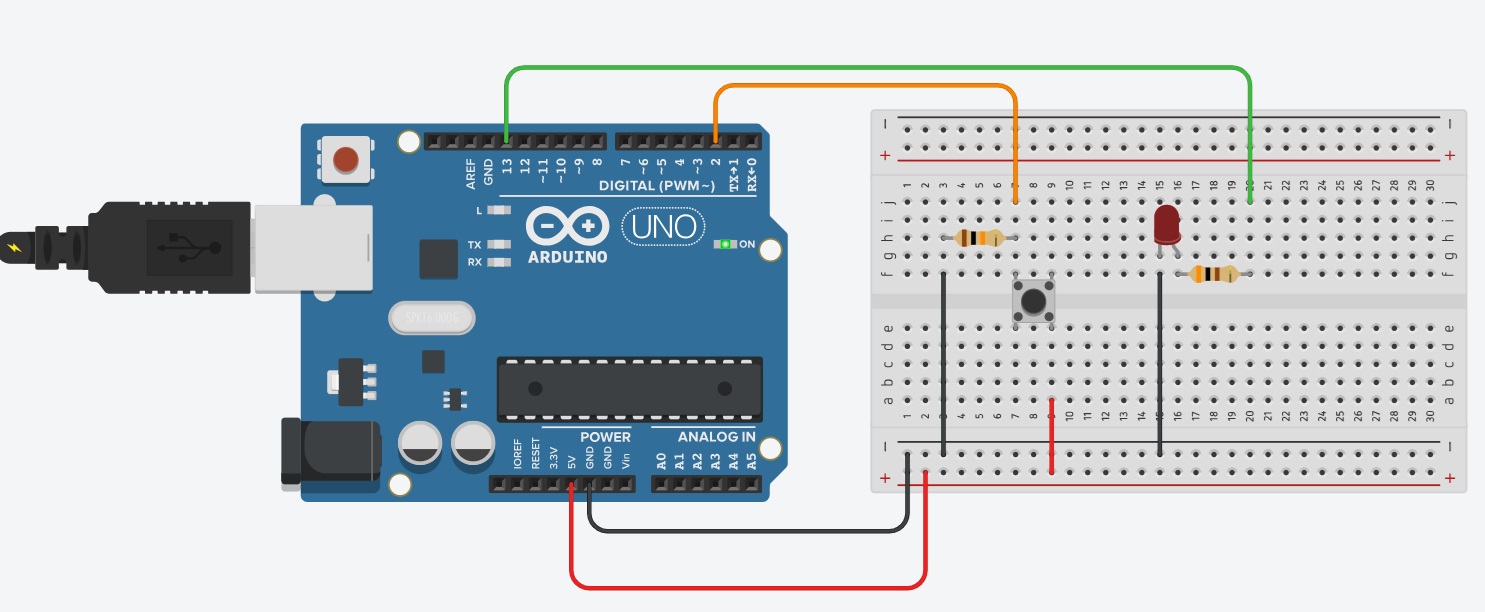 1 2 3 4 5 6 7 8 9 10 11 12 13 14 15 16 17 18 19 20 21 22 23 24 25 26 27 28 29 30
j j
i i
h h
g g
f f
e e
d d
c c
b b
a a
1 2 3 4 5 6 7 8 9 10 11 12 13 14 15 16 17 18 19 20 21 22 23 24 25 26 27 28 29 30
AREF
GND
13
12
~11
~10
~9
8
7
~6
~5
4
~3
2
TX→1
RX←0
DIGITAL (PWM~)
L
TX
RX
UNO
ARDUINO
ON
POWER
ANALOG IN
IOREF
RESET
3.3V
5V
GND
GND
Vin
A0
A1
A2
A3
A4
A5